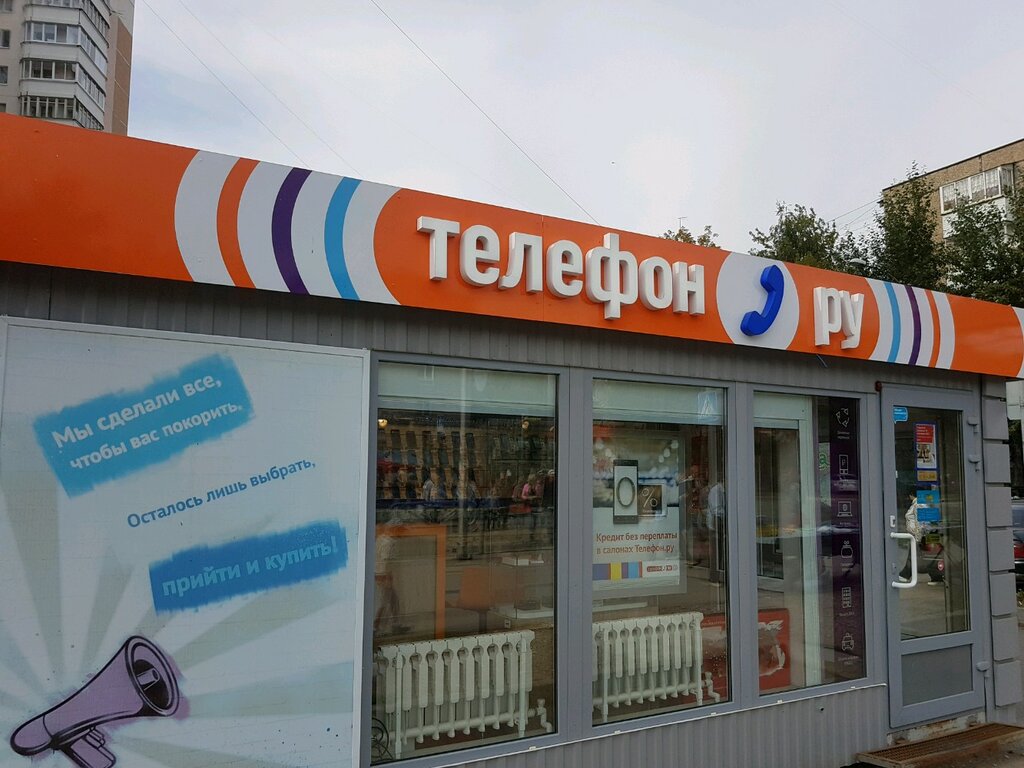 телефон ру
Мы сделали все,
чтобы вас покорить.
Осталось лишь выбрать,
прийти и купить!
%
Кредит без переплаты
в салонах Телефон.ру